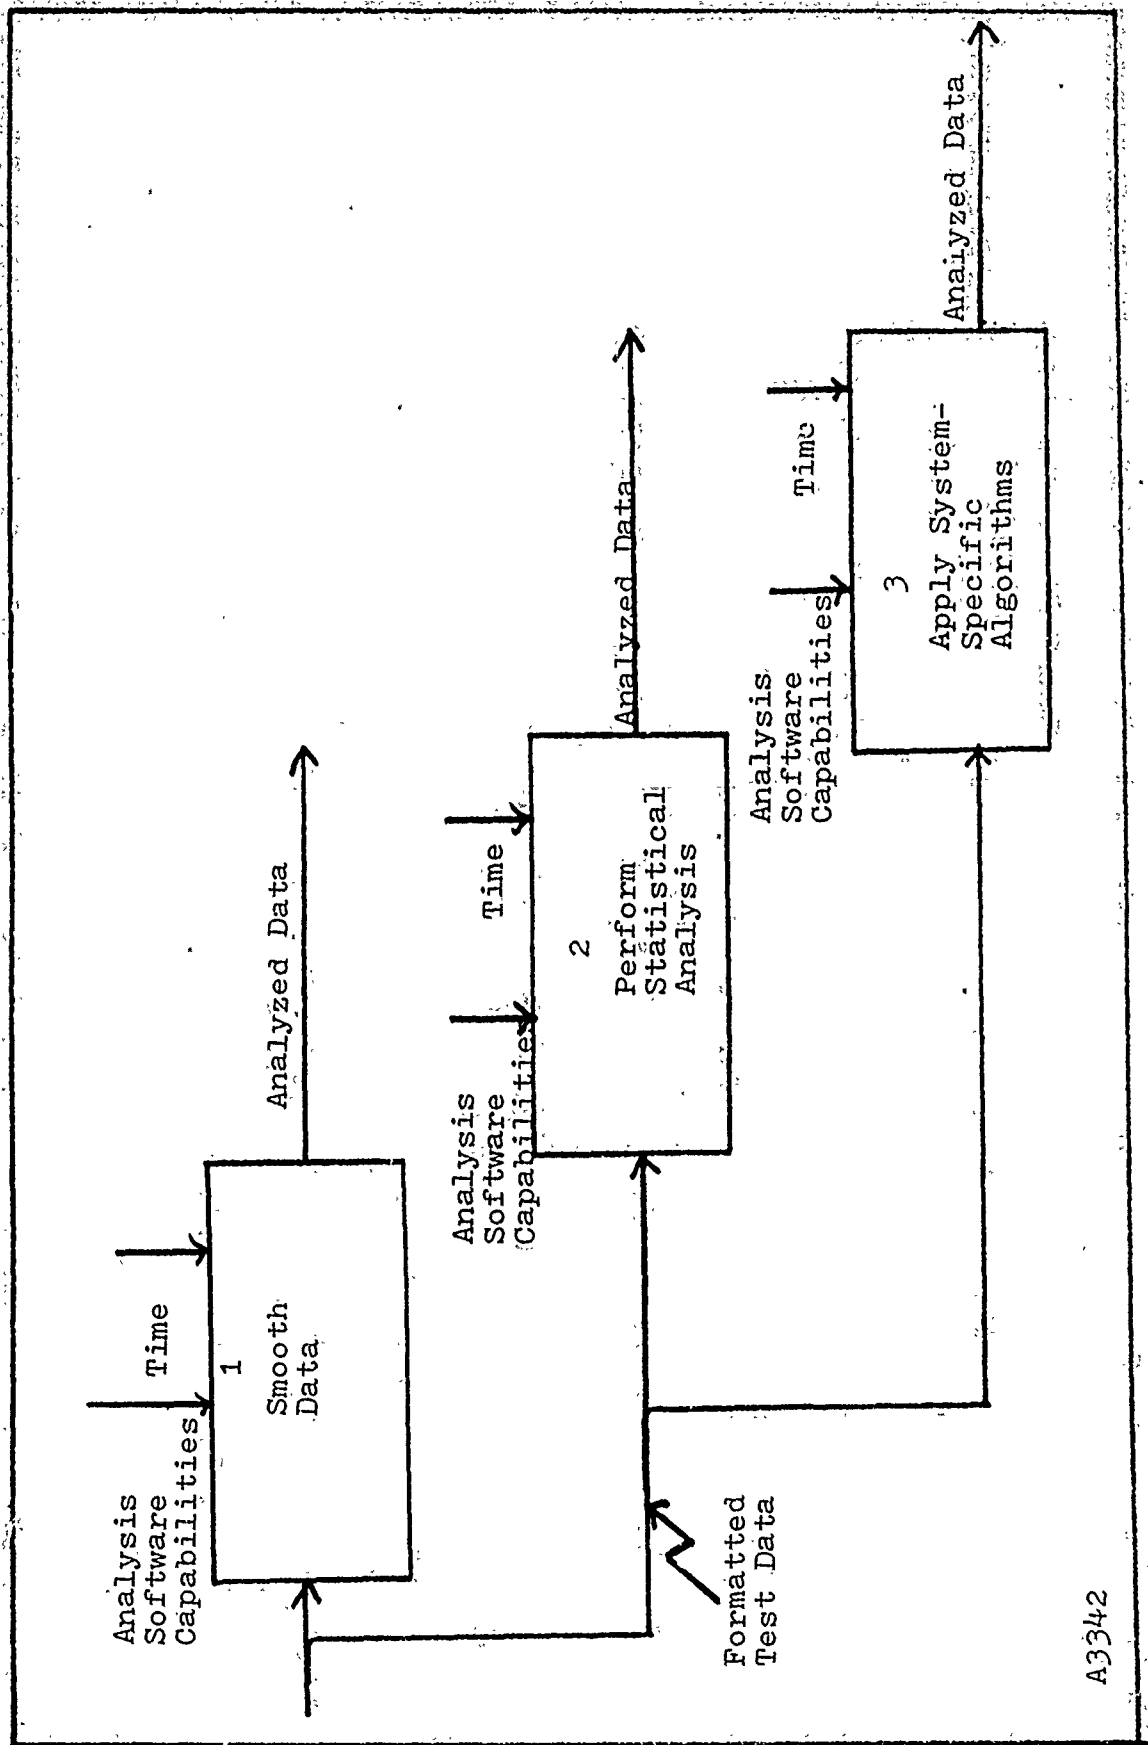 Analysis
Software
Capabilities
Time
1
Smooth
Data
Analyzed Data
Analysis
Software
Capabilities
Time
2
Perform
Statistical
Analysis
Analyzed Data
Analysis
Software
Capabilities
Time
3
Apply System-
Specific
Algorithms
Analyzed Data
Formatted
Test Data
A3342